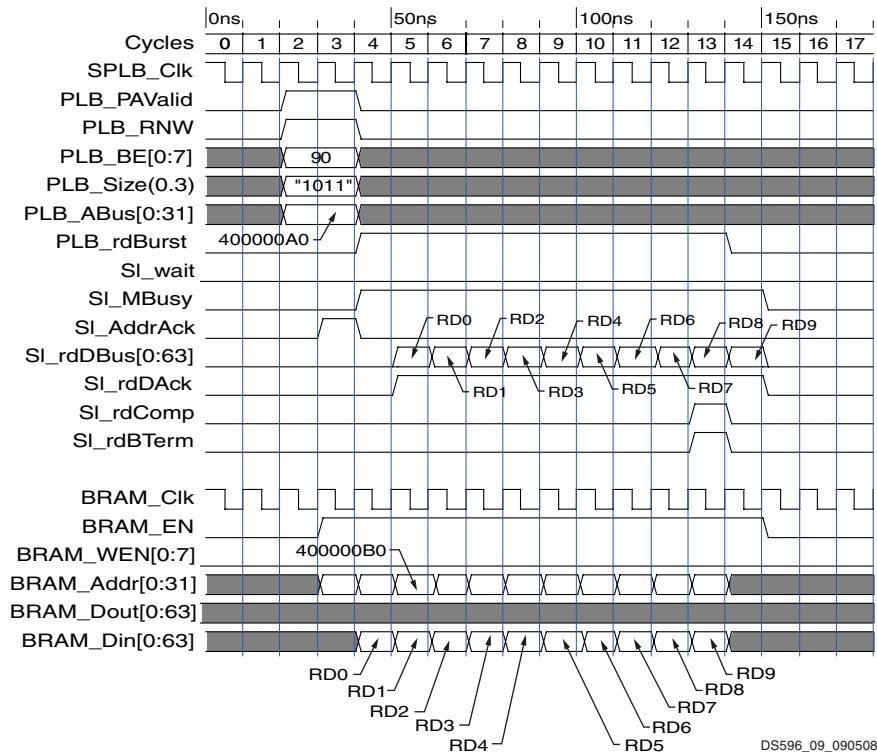 0ns 50ns 100ns 150ns
Cycles 0 1 2 3 4 5 6 7 8 9 10 11 12 13 14 15 16 17
SPLB_Clk
PLB_PAValid
PLB_RNW
PLB_BE[0:7] 90
PLB_Size(0.3) "1011"
PLB_ABus[0:31]
400000A0
PLB_rdBurst
Sl_wait
Sl_MBusy
Sl_AddrAck RD0 RD2 RD4 RD6 RD8 RD9
Sl_rdDBus[0:63]
Sl_rdDAck RD1 RD3 RD5 RD7
Sl_rdComp
Sl_rdBTerm
BRAM_Clk
BRAM_EN
BRAM_WEN[0:7] 400000B0
BRAM_Addr[0:31]
BRAM_Dout[0:63]
BRAM_Din[0:63]
RD0 RD9
RD1 RD8
RD2 RD7
RD3 RD6
RD4 RD5
DS596_09_090508